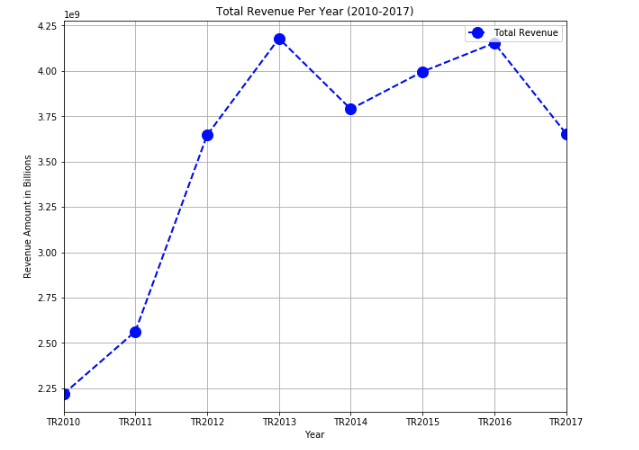 Total Revenue Per Year (2010-2017)
1e9
Total Revenue
4.25
4.00
3.75
3.50
3.25
3.00
2.75
2.50
2.25
Revenue Amount in Billions
TR2010 TR2011 TR2012 TR2013 TR2014 TR2015 TR2016 TR2017
Year